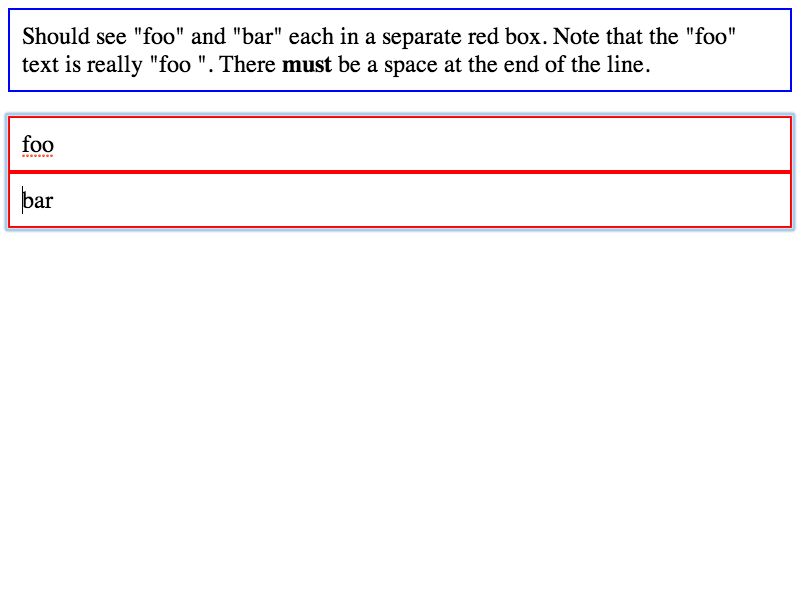 Should see "foo" and "bar" each in a separate red box. Note that the "foo"
text is really "foo ". There must be a space at the end of the line.
foo
bar